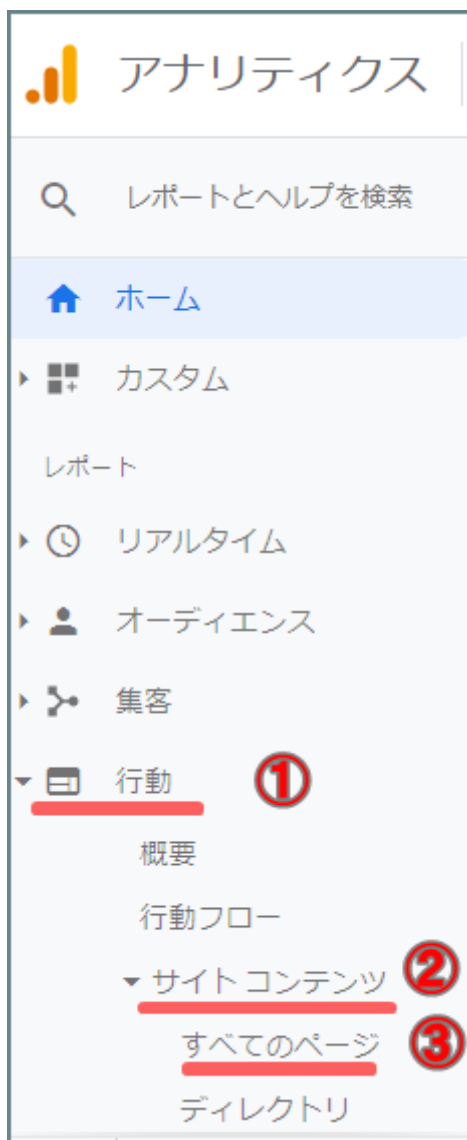 アナリティクス
レポートとヘルプを検索
ホーム
カスタム
レポート
リアルタイム
オーディエンス
集客
行動 ①
概要
行動フロー
サイト コンテンツ ②
すべてのページ ③
ディレクトリ